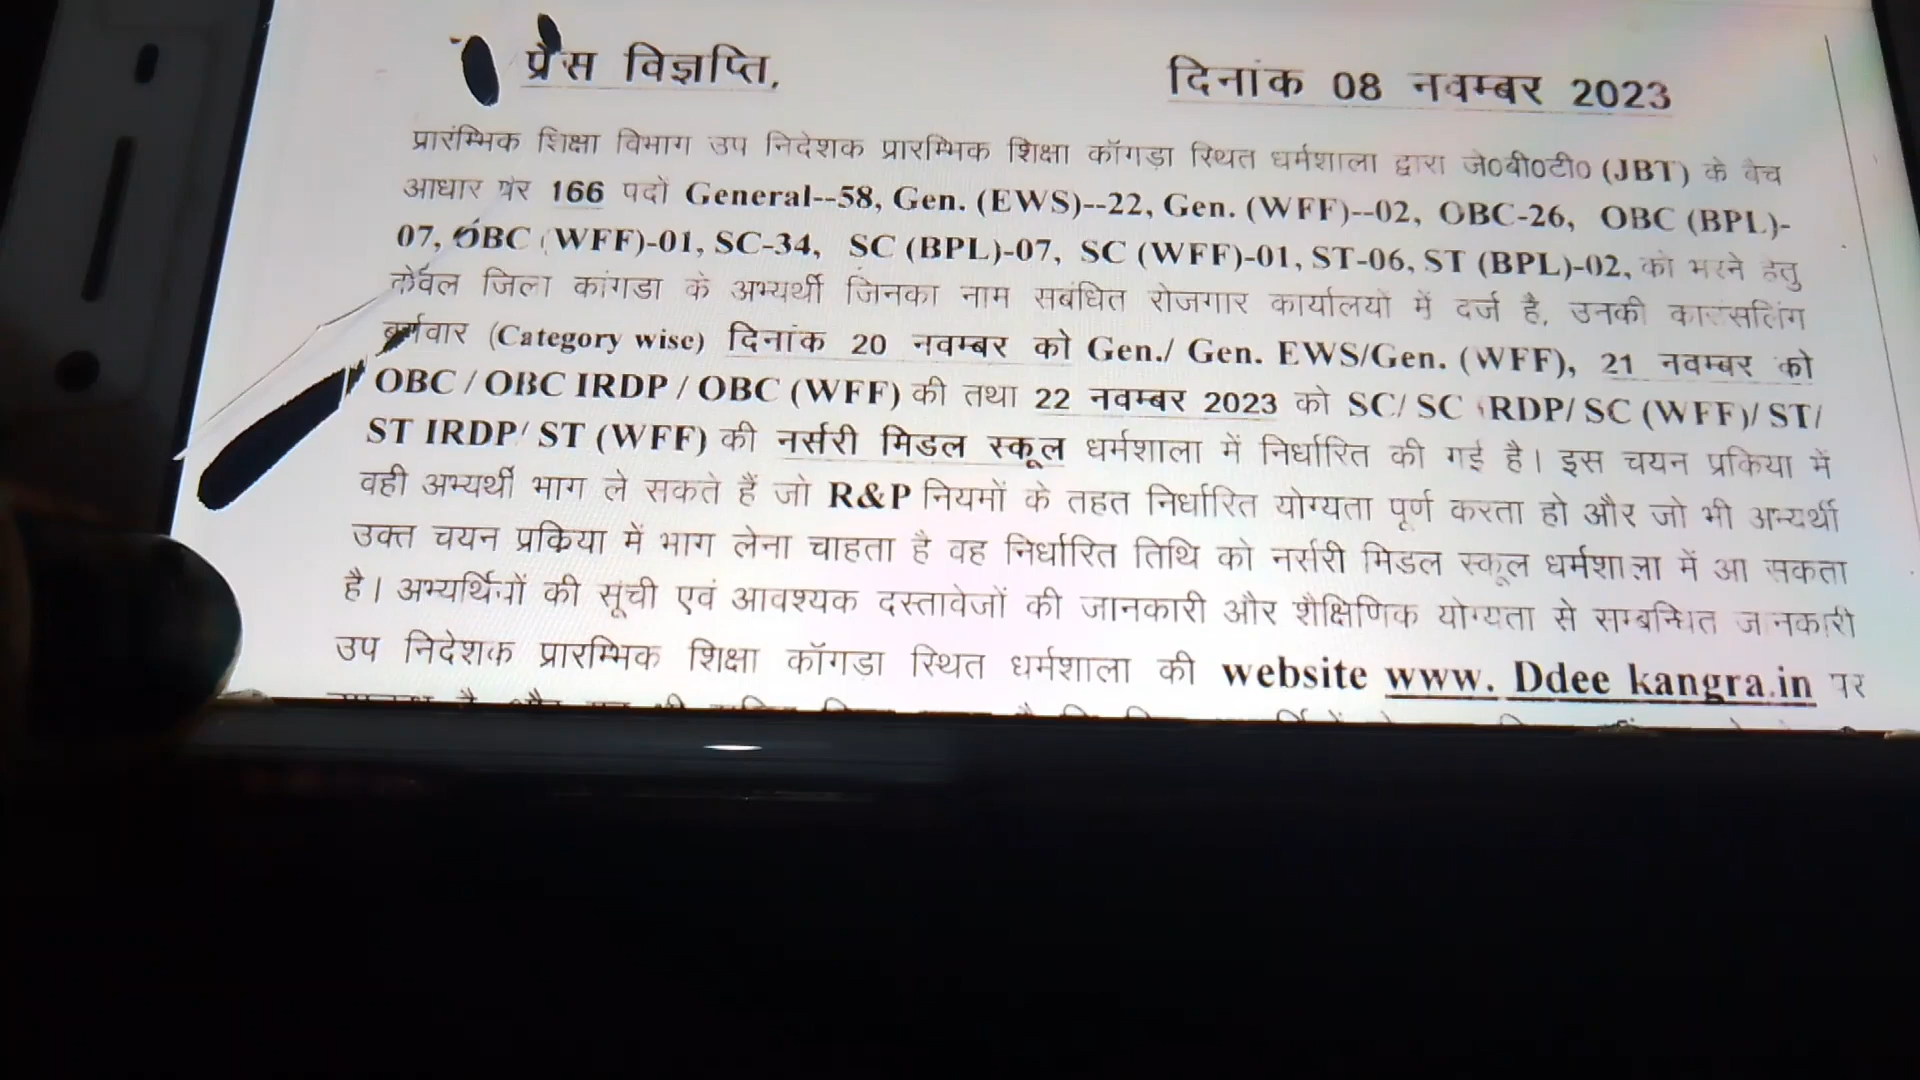 प्रेस विज्ञप्ति,
दिनांक 08 नवम्बर 2023
प्रारंम्भिक शिक्षा विभाग उप निदेशक प्रारम्भिक शिक्षा कॉगड़ा स्थित धर्मशाला द्वारा जे०बी०टी० (JBT) के बैच
आधार पर 166 पदों General--58, Gen. (EWS)--22, Gen. (WFF)--02, OBC-26, OBC (BPL)-
07, OBC (WFF)-01, SC-34, SC (BPL)-07, SC (WFF)-01, ST-06, ST (BPL)-02, को भरने हेतु
केवल जिला कांगडा के अभ्यर्थी जिनका नाम सबंधित रोजगार कार्यालयों में दर्ज है, उनकी काउंसलिंग
बर्गवार (Category wise) दिनांक 20 नवम्बर को Gen./ Gen. EWS/Gen. (WFF), 21 नवम्बर को
OBC / OBC IRDP / OBC (WFF) की तथा 22 नवम्बर 2023 को SC/ SC IRDP/ SC (WFF)/ ST/
ST IRDP/ ST (WFF) की नर्सरी मिडल स्कूल धर्मशाला में निर्धारित की गई है। इस चयन प्रकिया में
वही अभ्यर्थी भाग ले सकते हैं जो R&P नियमों के तहत निर्धारित योग्यता पूर्ण करता हो और जो भी अभ्यर्थी
उक्त चयन प्रकिया में भाग लेना चाहता है वह निर्धारित तिथि को नर्सरी मिडल स्कूल धर्मशाला में आ सकता
है। अभ्यर्थियों की सूंची एवं आवश्यक दस्तावेजों की जानकारी और शैक्षिणिक योग्यता से सम्बन्धित जानकारी
उप निदेशक प्रारम्भिक शिक्षा कॉगडा स्थित धर्मशाला की website www. Ddee kangra.in पर